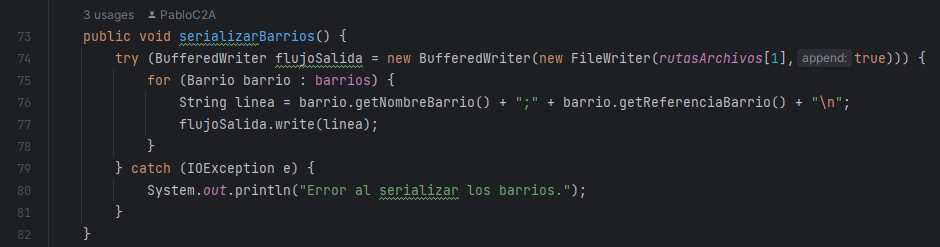 3 usages PabloC2A
73 public void serializarBarrios() {
74 try (BufferedWriter flujoSalida = new BufferedWriter(new FileWriter(rutasArchivos[1], append: true))) {
75 for (Barrio barrio : barrios) {
76 String linea = barrio.getNombreBarrio() + ";" + barrio.getReferenciaBarrio() + "\n";
77 flujoSalida.write(linea);
78 }
79 } catch (IOException e) {
80 System.out.println("Error al serializar los barrios.");
81 }
82 }